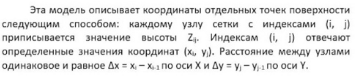 Эта модель описывает координаты отдельных точек поверхности
следующим способом: каждому узлу сетки с индексами (i, j)
приписывается значение высоты Zᵢⱼ. Индексам (i, j) отвечают
определенные значения координат (xᵢ, yⱼ). Расстояние между узлами
одинаковое и равное Δx = xᵢ – xᵢ₋₁ по оси X и Δy = yⱼ – yⱼ₋₁ по оси Y.